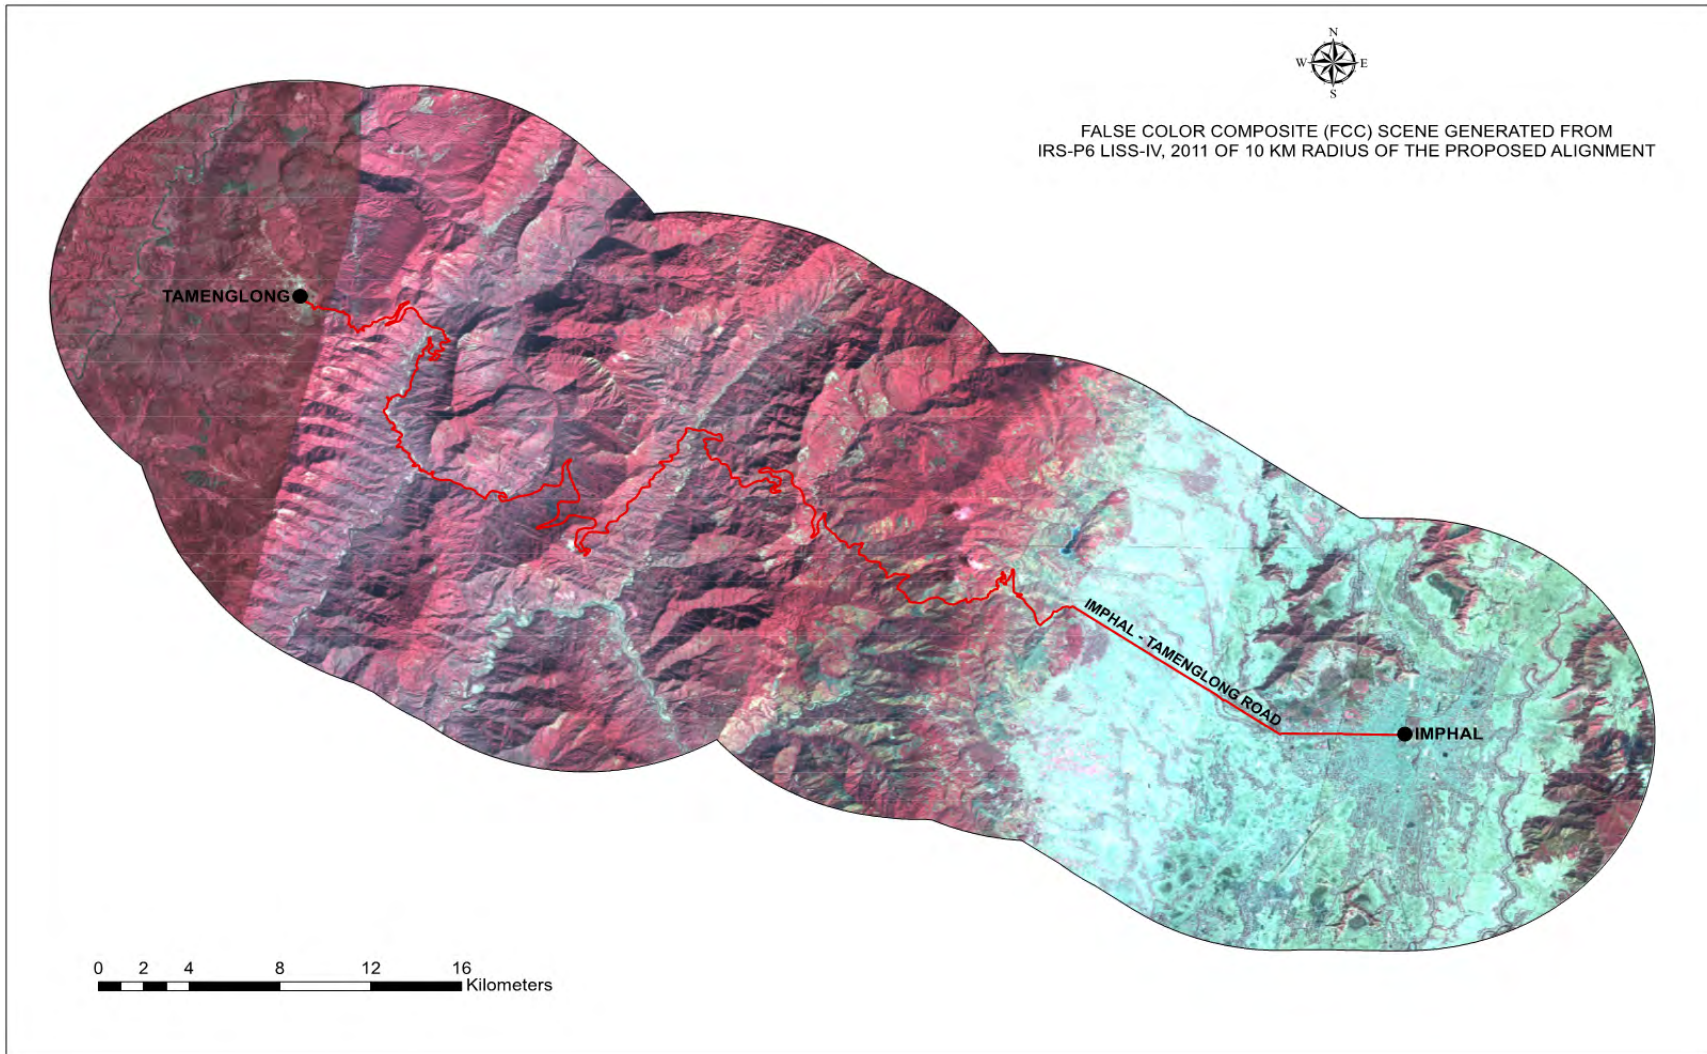 N
W E
S
FALSE COLOR COMPOSITE (FCC) SCENE GENERATED FROM
IRS-P6 LISS-IV, 2011 OF 10 KM RADIUS OF THE PROPOSED ALIGNMENT
TAMENGLONG
IMPHAL - TAMENGLONG ROAD
IMPHAL
0 2 4 8 12 16
Kilometers